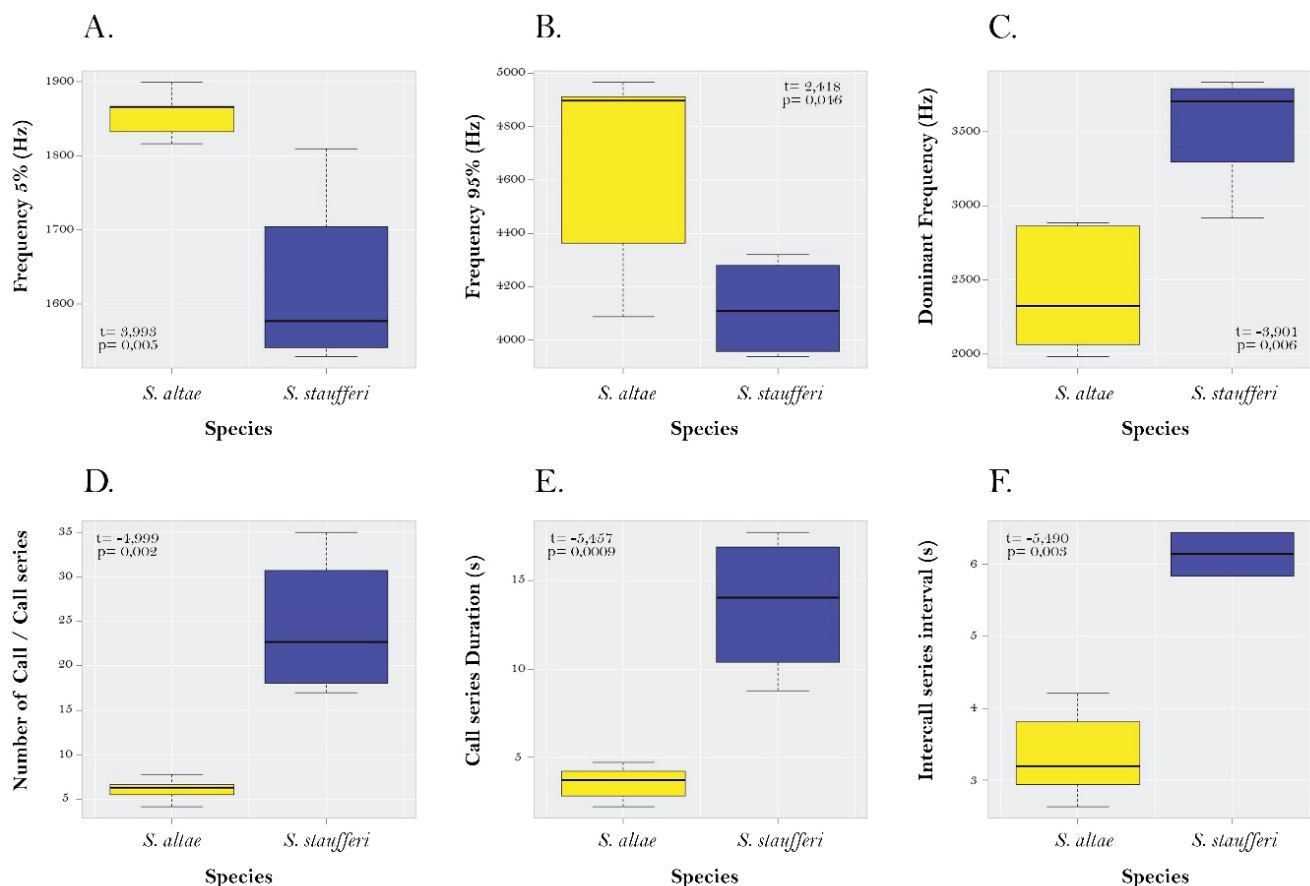 A.
Frequency 5% (Hz)
1900
1800
1700
1600
t= 3,993
p= 0,005
S. altae
S. staufferi
Species
B.
Frequency 95% (Hz)
5000
4800
4600
4400
4200
4000
t= 2,418
p= 0,046
S. altae
S. staufferi
Species
C.
Dominant Frequency (Hz)
3500
3000
2500
2000
t= -3,901
p= 0,006
S. altae
S. staufferi
Species
D.
Number of Call / Call series
35
30
25
20
15
10
5
t= -4,999
p= 0,002
S. altae
S. staufferi
Species
E.
Call series Duration (s)
15
10
5
t= -5,457
p= 0,0009
S. altae
S. staufferi
Species
F.
Intercall series interval (s)
6
5
4
3
t= -5,490
p= 0,003
S. altae
S. staufferi
Species